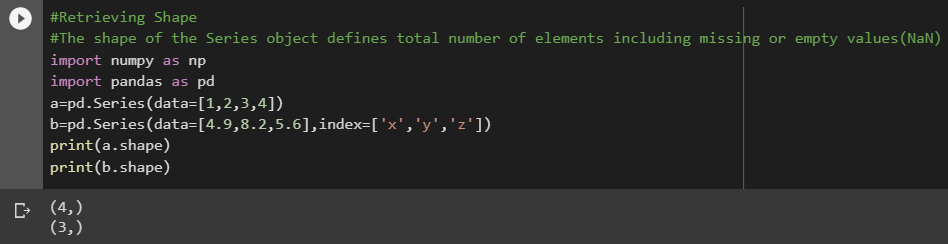 #Retrieving Shape
#The shape of the Series object defines total number of elements including missing or empty values(NaN)
import numpy as np
import pandas as pd
a=pd.Series(data=[1,2,3,4])
b=pd.Series(data=[4.9,8.2,5.6],index=['x','y','z'])
print(a.shape)
print(b.shape)
(4,)
(3,)